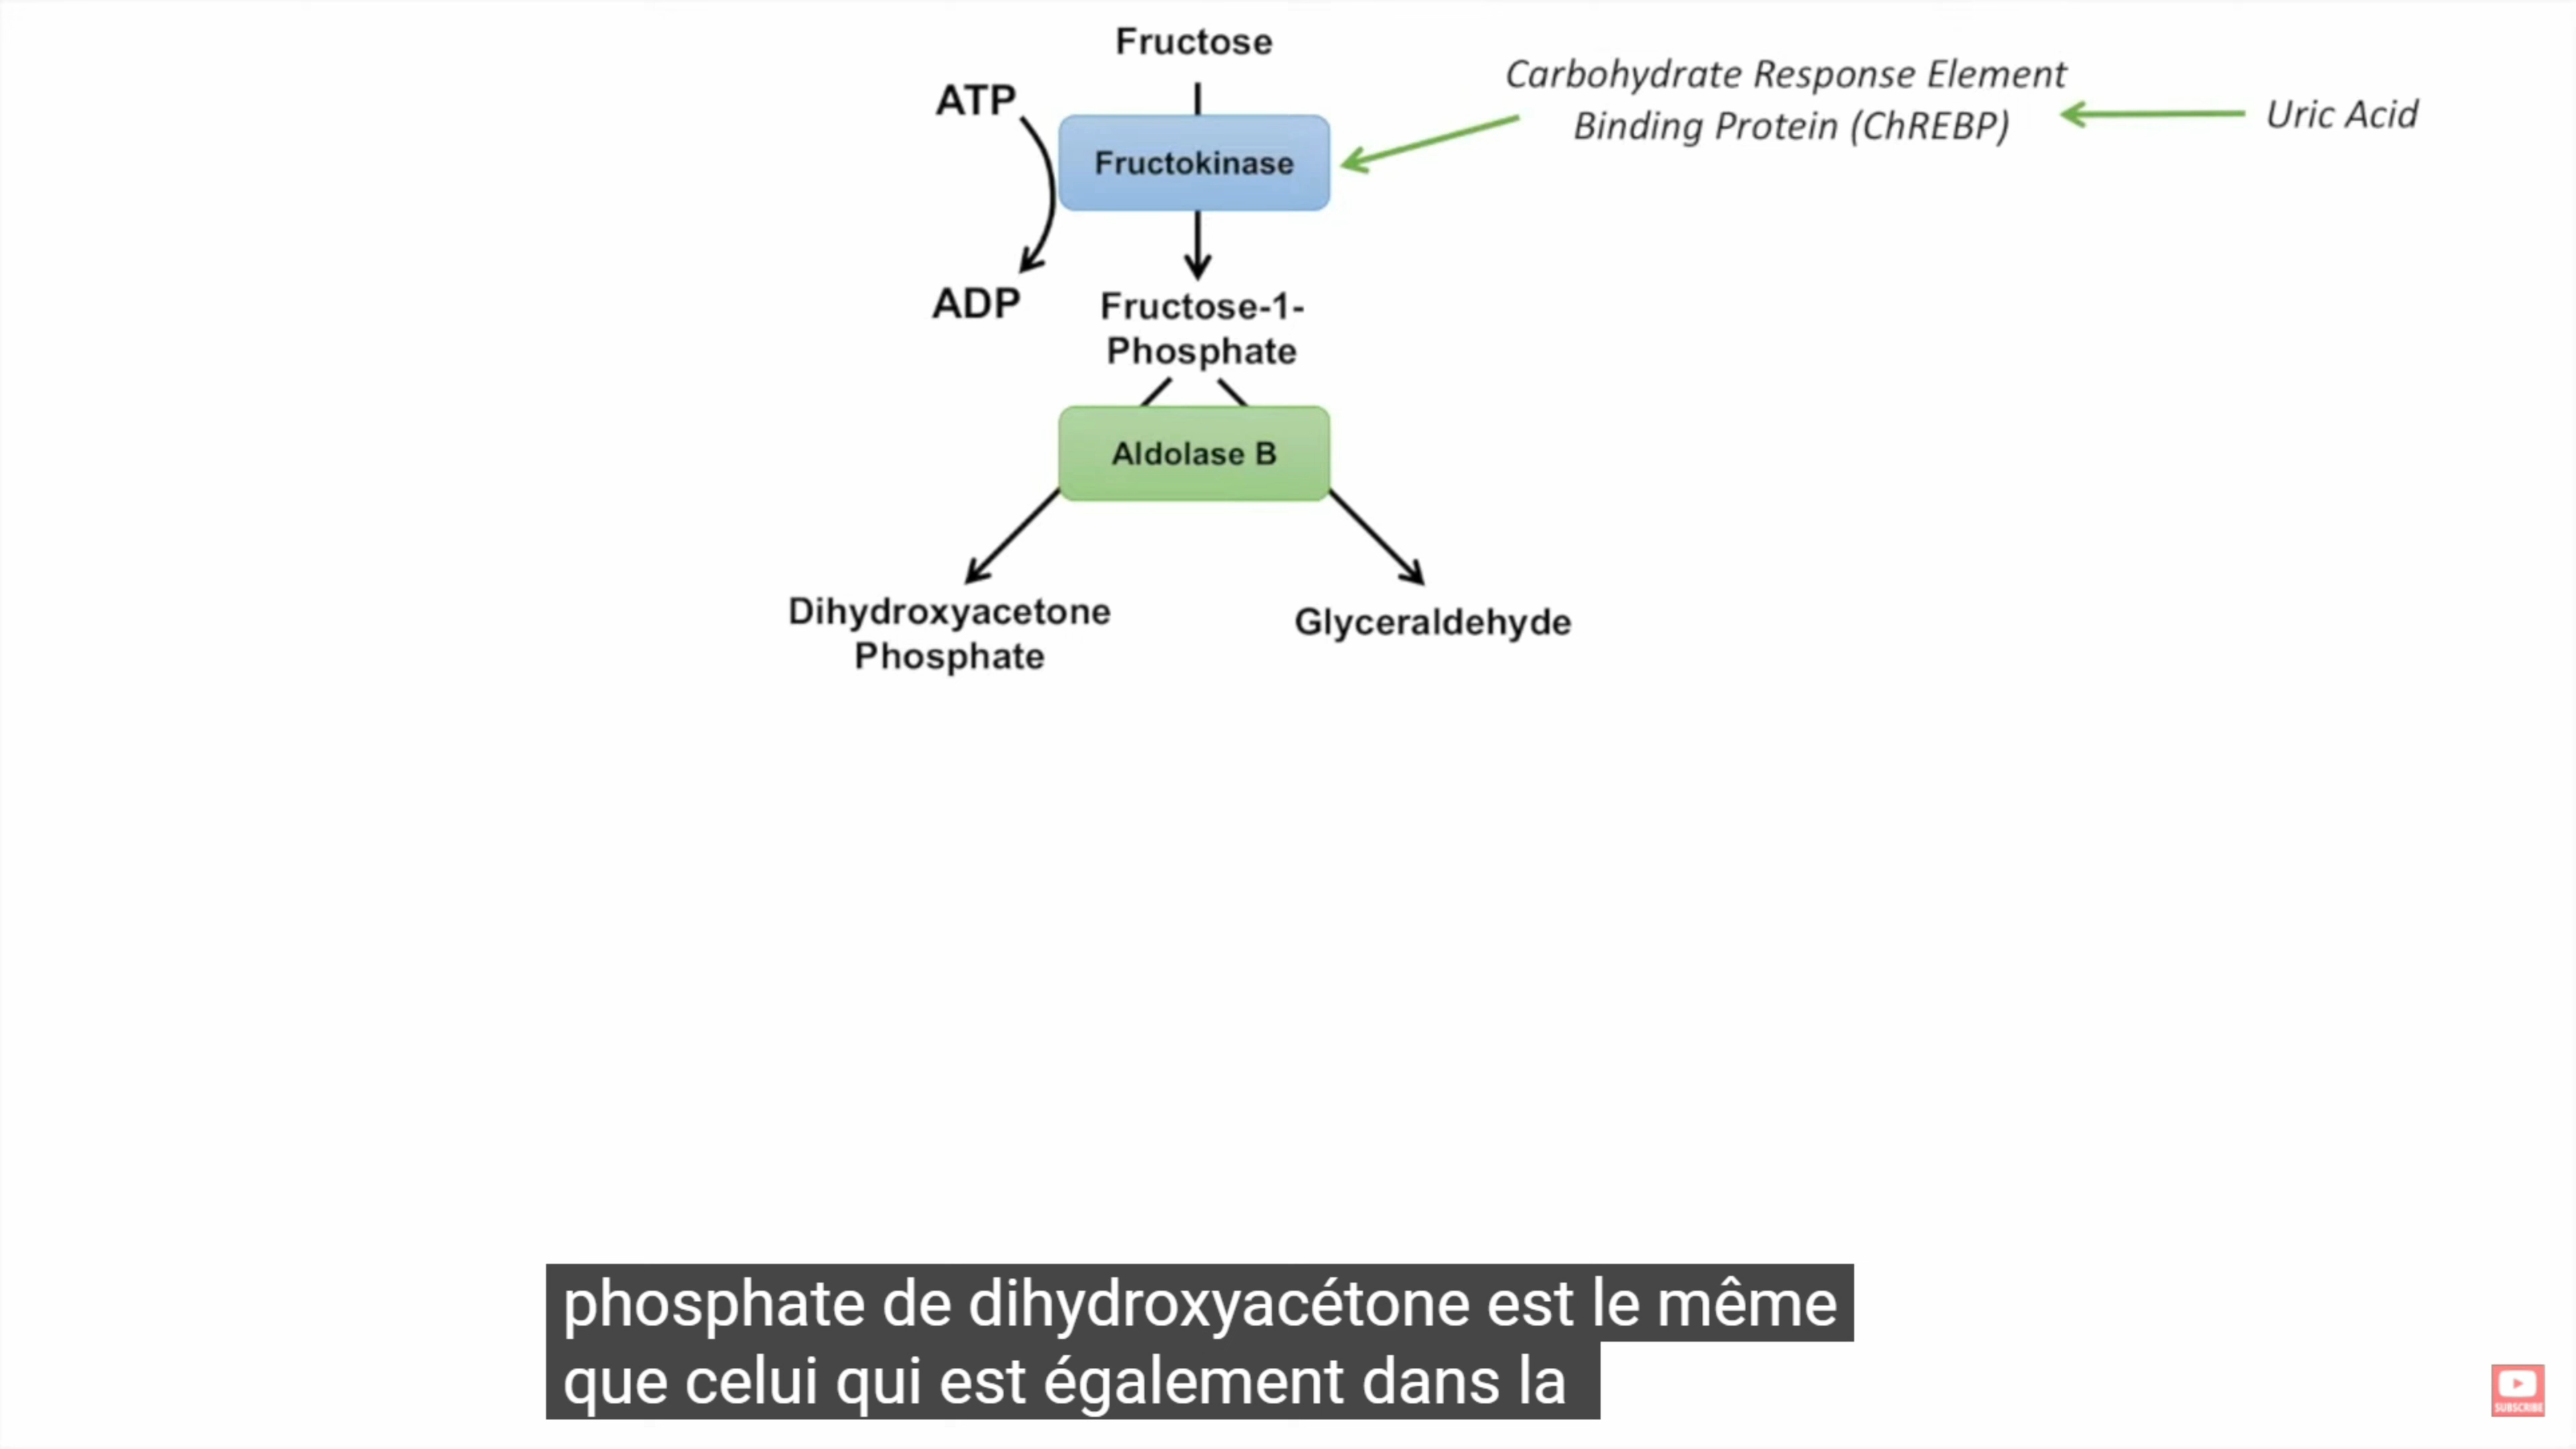 Fructose
ATP
Fructokinase
Carbohydrate Response Element
Binding Protein (ChREBP)
Uric Acid
ADP
Fructose-1-
Phosphate
Aldolase B
Dihydroxyacetone
Phosphate
Glyceraldehyde
phosphate de dihydroxyacétone est le même
que celui qui est également dans la
SUBSCRIBE